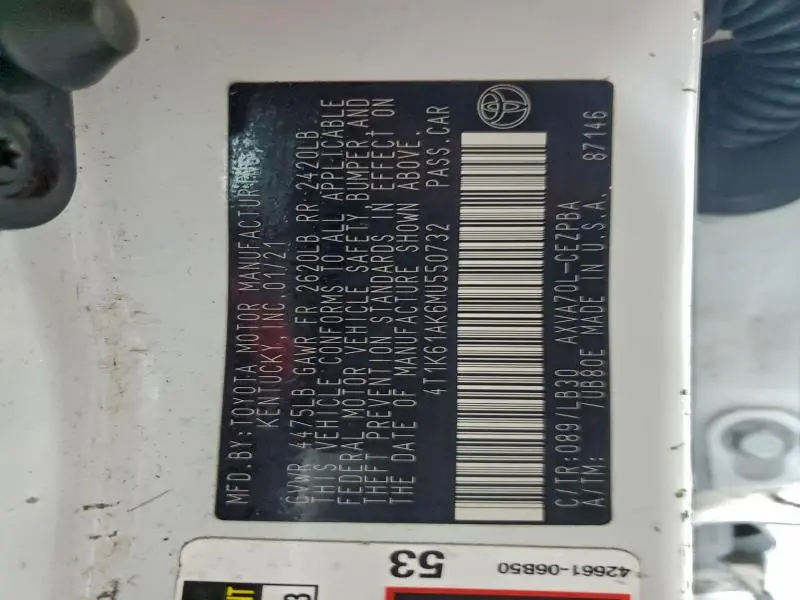 MFD.BY:TOYOTA MOTOR MANUFACTURING
KENTUCKY, INC 01/21
GVWR 4475LB GAWR FR 2620LB RR 2420LB
THIS VEHICLE CONFORMS TO ALL APPLICABLE
FEDERAL MOTOR VEHICLE SAFETY, BUMPER AND
THEFT PREVENTION STANDARDS IN EFFECT ON
THE DATE OF MANUFACTURE SHOWN ABOVE.
4T1K61AK6MU550732 PASS.CAR
C/TR:089/LB30 AXVA70L-CEZPBA
A/TM: 7UB80E MADE IN U.S.A. 87146
53
42661-06B50